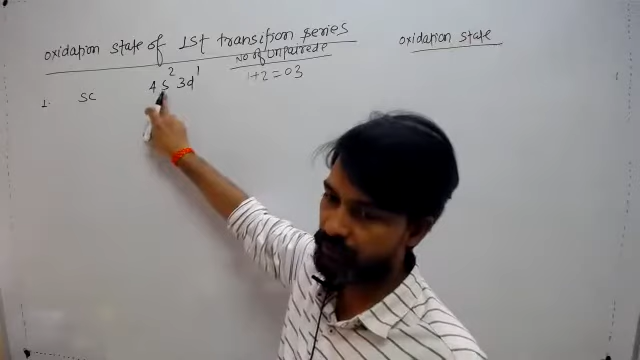 oxidation state of 1st transition series
No of unpaired e
oxidation state
1. SC 4s² 3d¹ 1+2=03